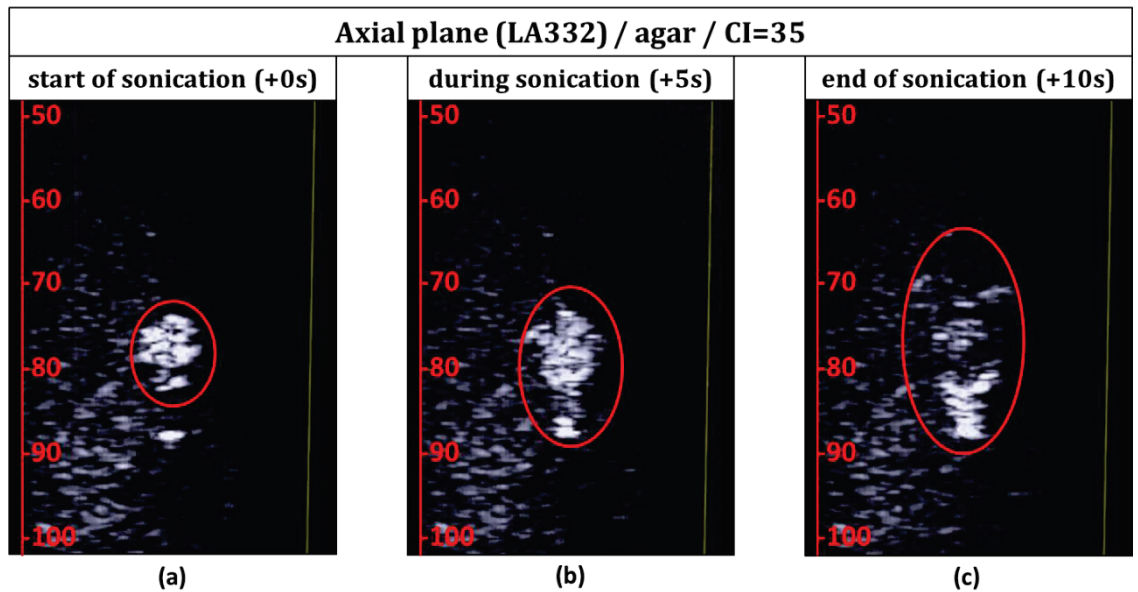 Axial plane (LA332) / agar / CI=35
start of sonication (+0s)
during sonication (+5s)
end of sonication (+10s)
-50
-60
-70
-80
-90
-100
-50
-60
-70
-80
-90
-100
-50
-60
-70
-80
-90
-100
(a)
(b)
(c)